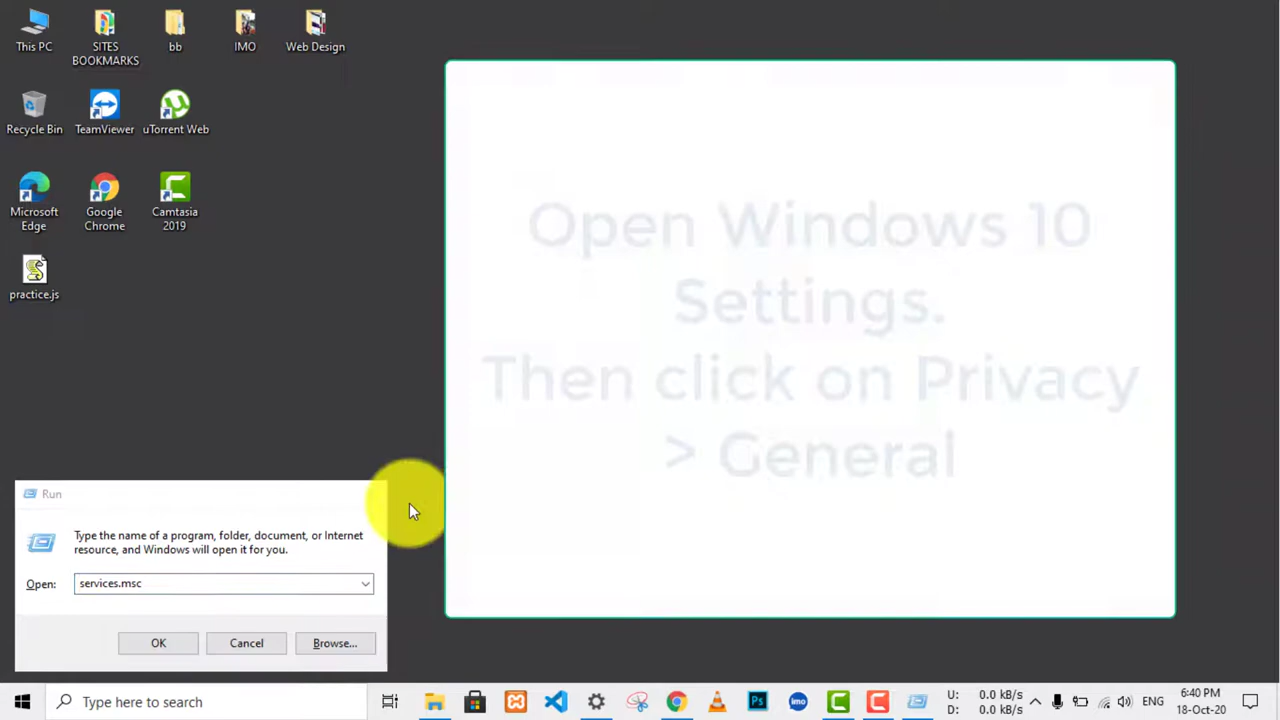 This PC
SITES
BOOKMARKS
bb
IMO
Web Design
Recycle Bin
TeamViewer
uTorrent Web
Microsoft
Edge
Google
Chrome
Camtasia
2019
practice.js
Open Windows 10
Settings.
Then click on Privacy
> General
Run
Type the name of a program, folder, document, or Internet
resource, and Windows will open it for you.
Open:
services.msc
OK
Cancel
Browse...
Type here to search
Ps
imo
U: 0.0 kB/s
D: 0.0 kB/s
ENG
6:40 PM
18-Oct-20